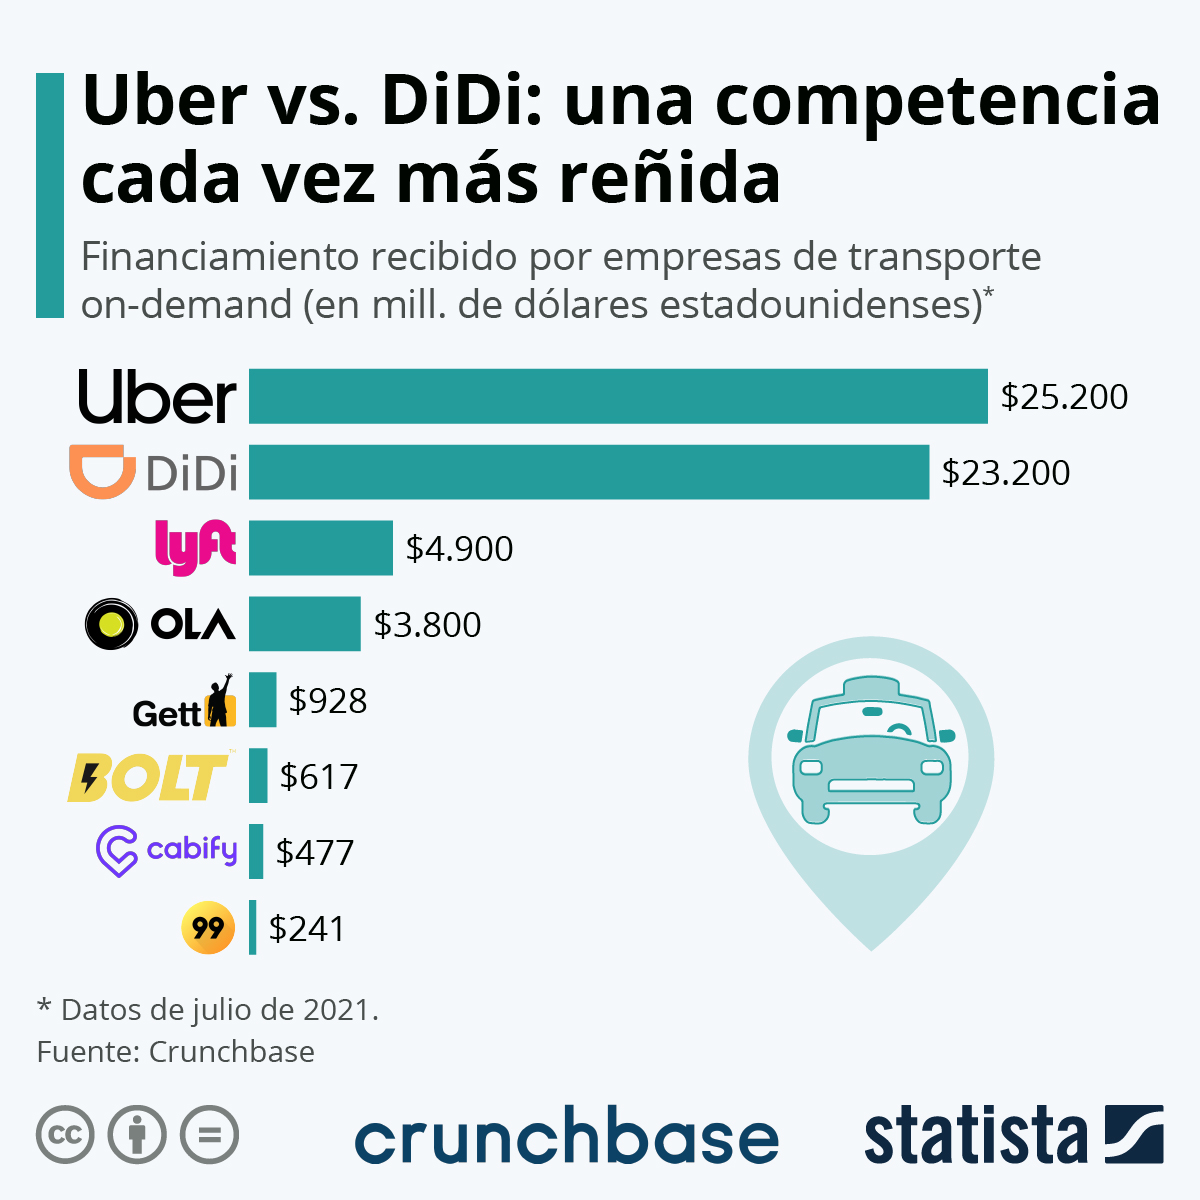 Uber vs. DiDi: una competencia
cada vez más reñida
Financiamiento recibido por empresas de transporte
on-demand (en mill. de dólares estadounidenses)*
Uber $25.200
DiDi $23.200
lyft $4.900
OLA $3.800
Gett $928
BOLT™ $617
cabify $477
99 $241
* Datos de julio de 2021.
Fuente: Crunchbase
cc = crunchbase statista